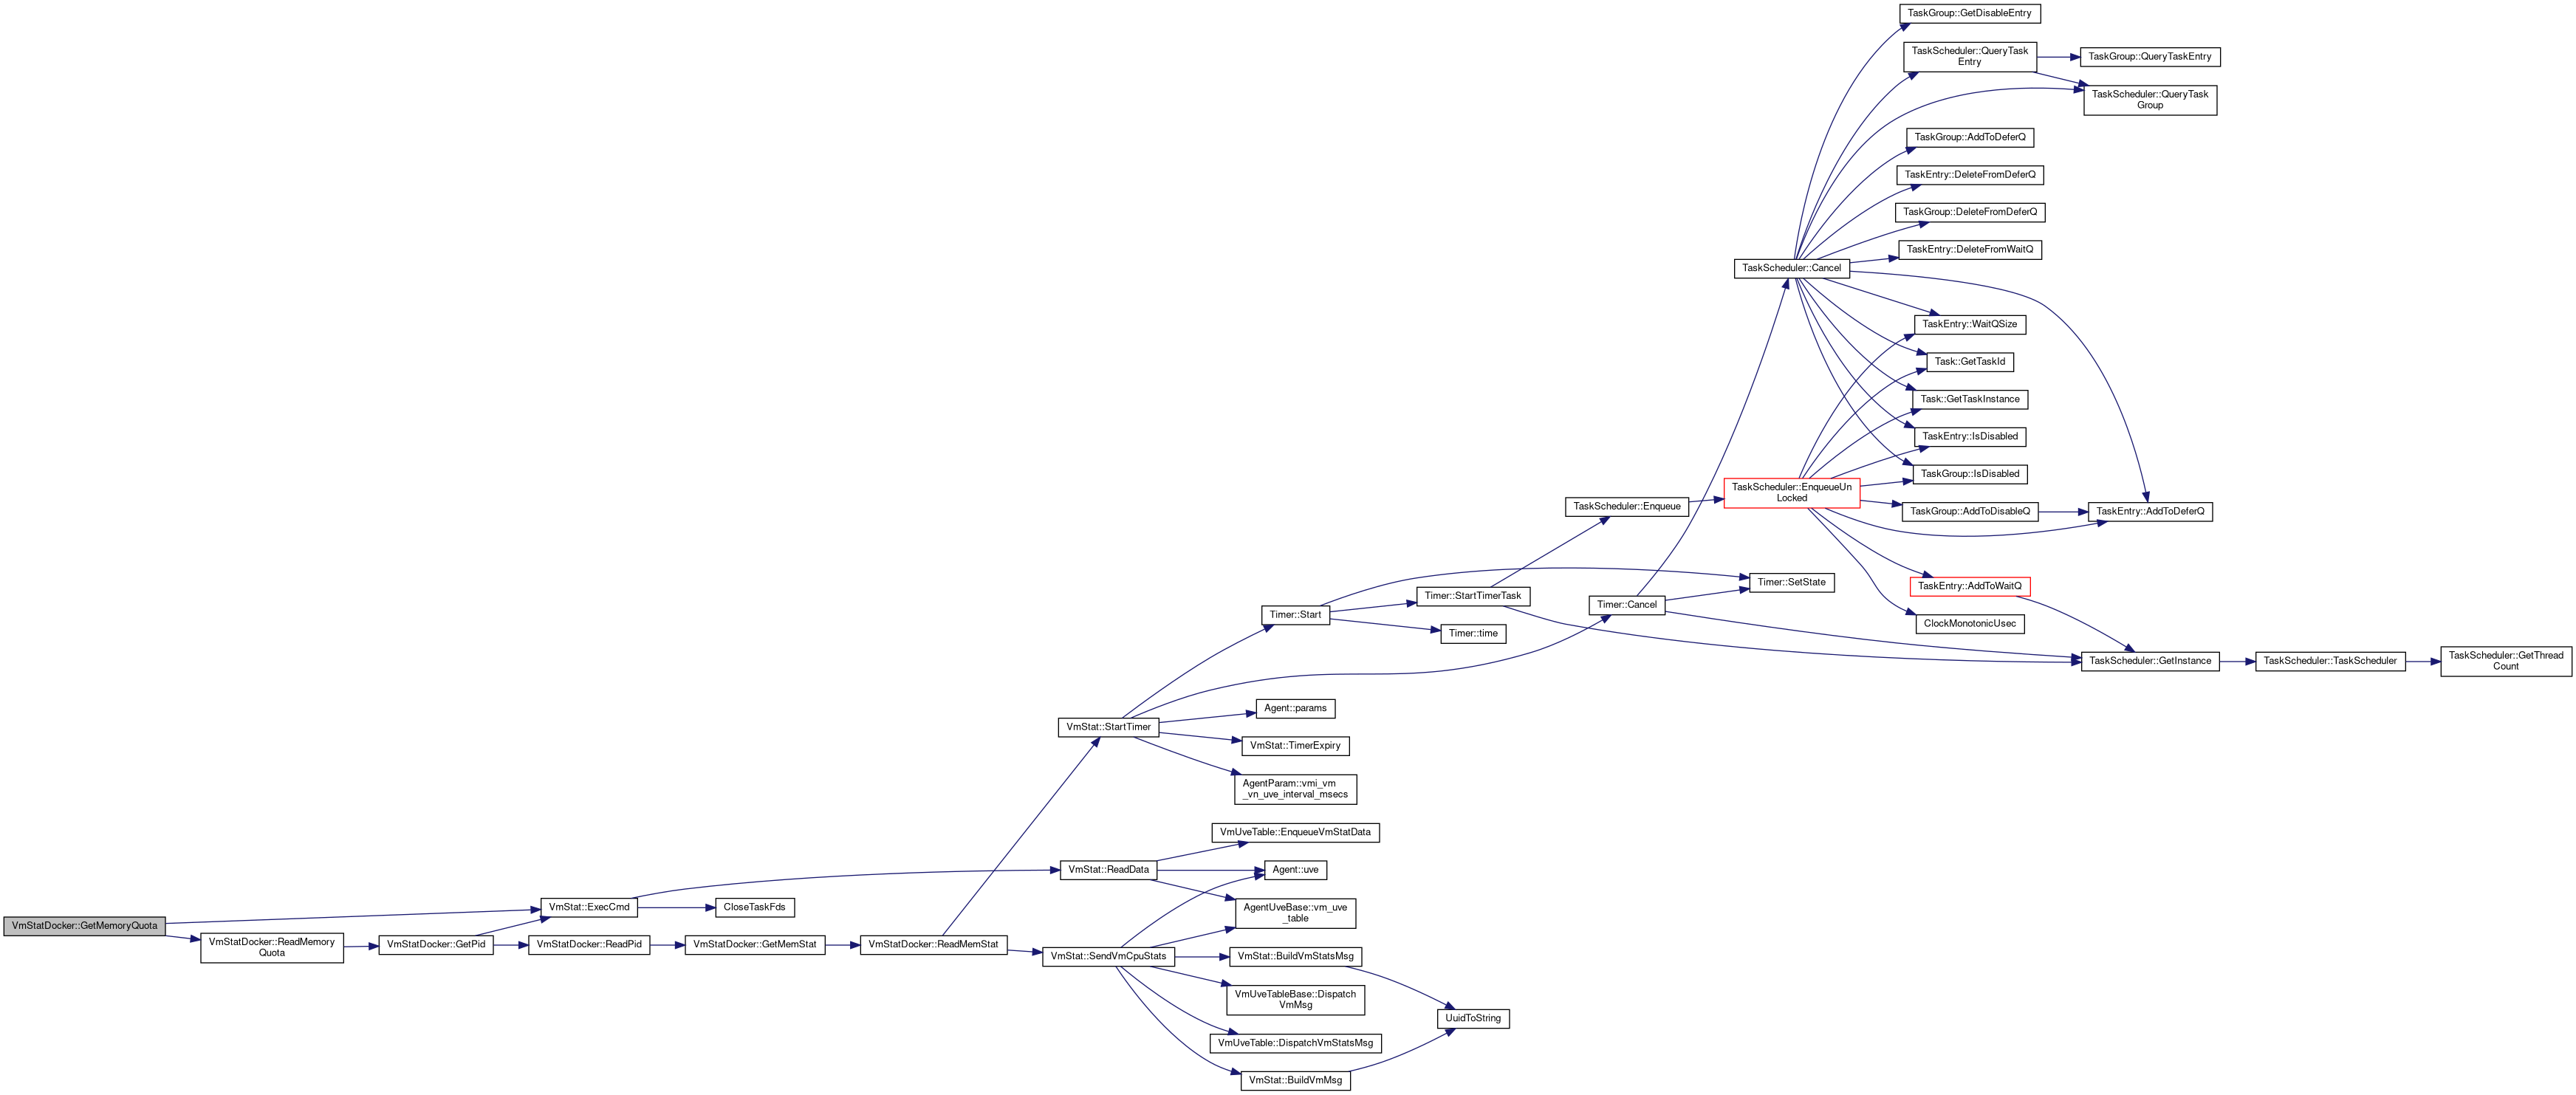 TaskGroup::GetDisableEntry
TaskScheduler::QueryTask
Entry
TaskGroup::QueryTaskEntry
TaskScheduler::QueryTask
Group
TaskGroup::AddToDeferQ
TaskEntry::DeleteFromDeferQ
TaskGroup::DeleteFromDeferQ
TaskEntry::DeleteFromWaitQ
TaskScheduler::Cancel
TaskEntry::WaitQSize
Task::GetTaskId
Task::GetTaskInstance
TaskEntry::IsDisabled
TaskGroup::IsDisabled
TaskScheduler::EnqueueUn
Locked
TaskScheduler::Enqueue
TaskGroup::AddToDisableQ
TaskEntry::AddToDeferQ
Timer::SetState
TaskEntry::AddToWaitQ
Timer::StartTimerTask
Timer::Cancel
Timer::Start
ClockMonotonicUsec
Timer::time
TaskScheduler::GetInstance
TaskScheduler::TaskScheduler
TaskScheduler::GetThread
Count
Agent::params
VmStat::StartTimer
VmStat::TimerExpiry
AgentParam::vmi_vm
_vn_uve_interval_msecs
VmUveTable::EnqueueVmStatData
VmStat::ReadData
Agent::uve
VmStat::ExecCmd
CloseTaskFds
AgentUveBase::vm_uve
_table
VmStatDocker::GetMemoryQuota
VmStatDocker::ReadMemory
Quota
VmStatDocker::GetPid
VmStatDocker::ReadPid
VmStatDocker::GetMemStat
VmStatDocker::ReadMemStat
VmStat::SendVmCpuStats
VmStat::BuildVmStatsMsg
VmUveTableBase::Dispatch
VmMsg
UuidToString
VmUveTable::DispatchVmStatsMsg
VmStat::BuildVmMsg